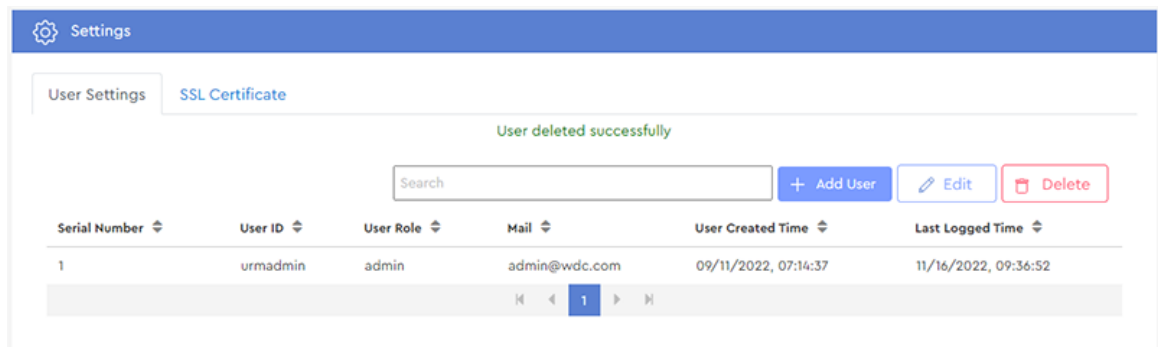 Settings
User Settings SSL Certificate
User deleted successfully
Search + Add User Edit Delete
Serial Number User ID User Role Mail User Created Time Last Logged Time
1 urmadmin admin admin@wdc.com 09/11/2022, 07:14:37 11/16/2022, 09:36:52
1